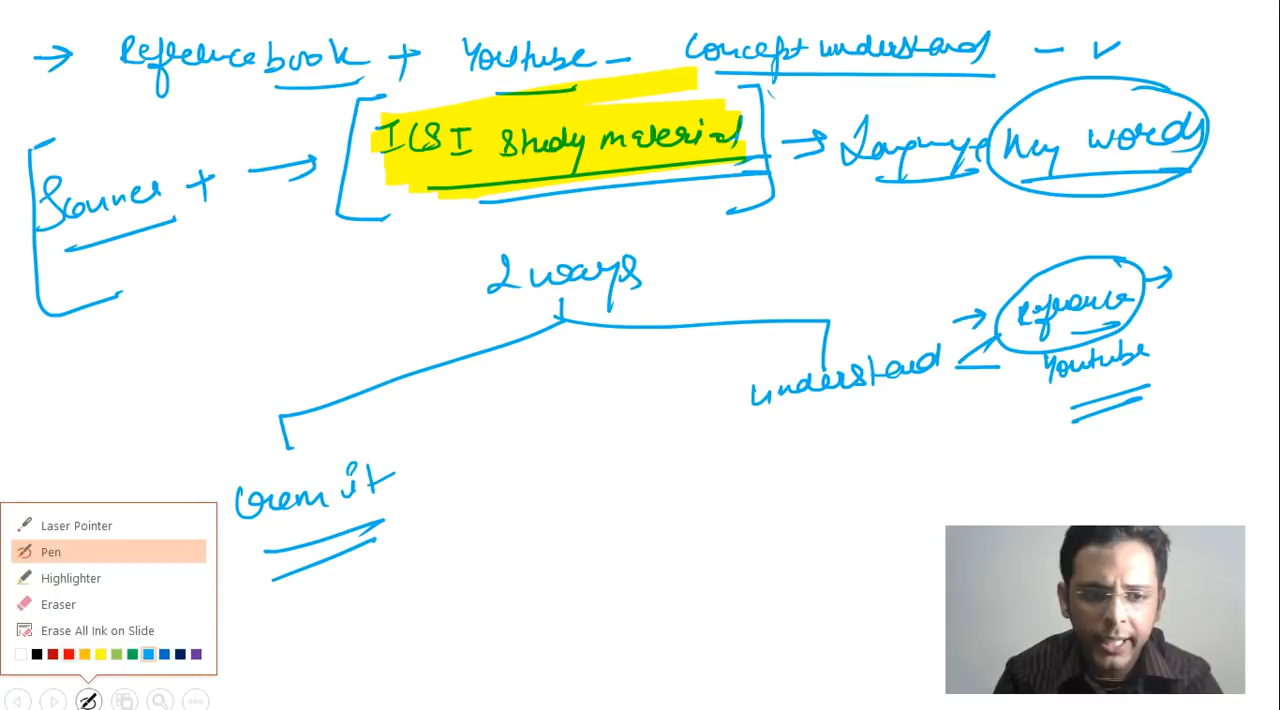 → Reference book + Youtube - Concept understand - ✓
[ICSI Study material] → Language Key words
Scanner + →
2 ways
→ Reference →
Youtube
understand
Cram it
Laser Pointer
Pen
Highlighter
Eraser
Erase All Ink on Slide